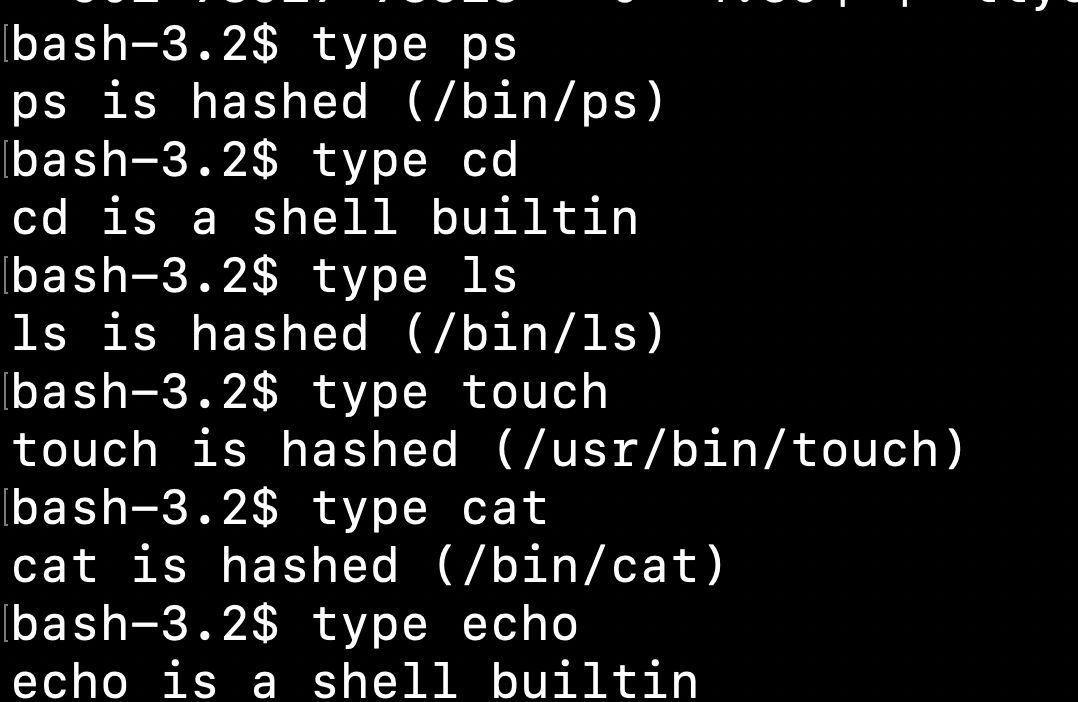 bash-3.2$ type ps
ps is hashed (/bin/ps)
bash-3.2$ type cd
cd is a shell builtin
bash-3.2$ type ls
ls is hashed (/bin/ls)
bash-3.2$ type touch
touch is hashed (/usr/bin/touch)
bash-3.2$ type cat
cat is hashed (/bin/cat)
bash-3.2$ type echo
echo is a shell builtin